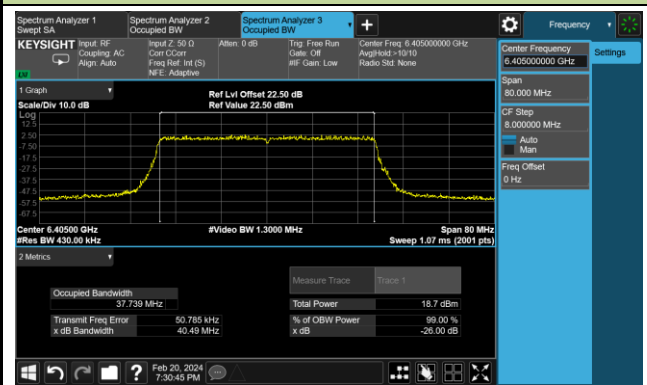 Spectrum Analyzer 1
Swept SA
Spectrum Analyzer 2
Occupied BW
Spectrum Analyzer 3
Occupied BW
Frequency
KEYSIGHT
Input: RF
Coupling: AC
Align: Auto
Input Z: 50 Ω
Corr CCorr
Freq Ref: Int (S)
NFE: Adaptive
Atten: 0 dB
Trig: Free Run
Gate: Off
#IF Gain: Low
Center Freq: 6.405000000 GHz
Avg|Hold:>10/10
Radio Std: None
LXI
Center Frequency
6.405000000 GHz
Settings
Span
80.000 MHz
CF Step
8.000000 MHz
Auto
Man
Freq Offset
0 Hz
1 Graph
Scale/Div 10.0 dB
Ref Lvl Offset 22.50 dB
Ref Value 22.50 dBm
Log
12.5
2.50
-7.50
-17.5
-27.5
-37.5
-47.5
-57.5
-67.5
Center 6.40500 GHz
#Res BW 430.00 kHz
#Video BW 1.3000 MHz
Span 80 MHz
Sweep 1.07 ms (2001 pts)
2 Metrics
Measure Trace
Trace 1
Occupied Bandwidth
37.739 MHz
Total Power
18.7 dBm
Transmit Freq Error
50.785 kHz
% of OBW Power
99.00 %
x dB Bandwidth
40.49 MHz
x dB
-26.00 dB
Feb 20, 2024
7:30:45 PM